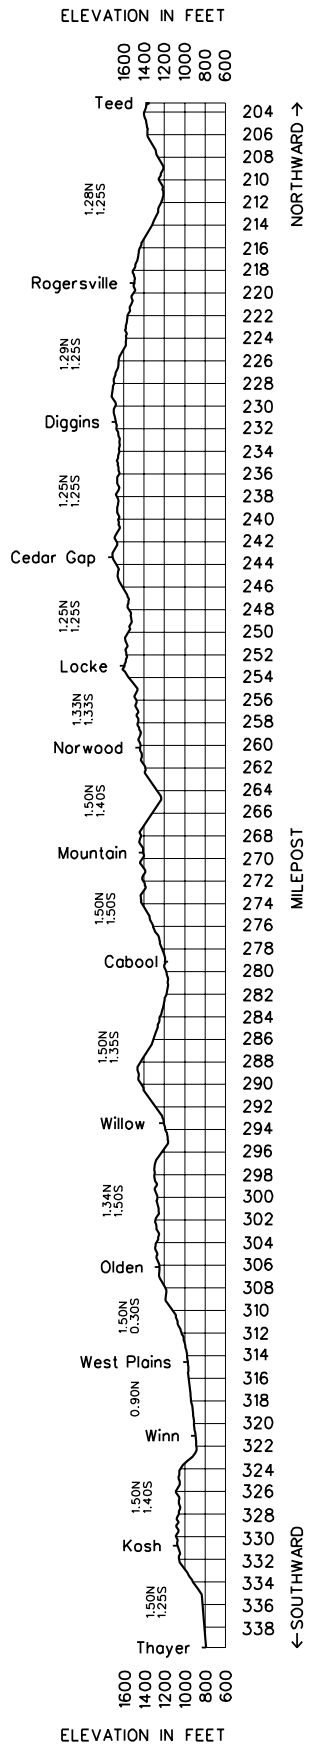 ELEVATION IN FEET
1600 1400 1200 1000 800 600
Teed
204
NORTHWARD →
206
208
210
1.28N
1.25S
212
214
216
218
Rogersville
220
222
224
1.29N
1.25S
226
228
230
Diggins
232
234
236
1.25N
1.25S
238
240
242
Cedar Gap
244
246
1.25N
1.25S
248
250
252
Locke
254
1.33N
1.33S
256
258
Norwood
260
262
1.50N
1.40S
264
266
268
MILEPOST
Mountain
270
272
1.50N
1.50S
274
276
278
Cabool
280
282
284
1.50N
1.35S
286
288
290
292
Willow
294
296
298
1.34N
1.50S
300
302
304
Olden
306
308
1.50N
0.30S
310
312
West Plains
314
316
0.90N
318
320
Winn
322
324
1.50N
1.40S
326
328
330
Kosh
332
334
← SOUTHWARD
1.50N
1.25S
336
338
Thayer
1600 1400 1200 1000 800 600
ELEVATION IN FEET